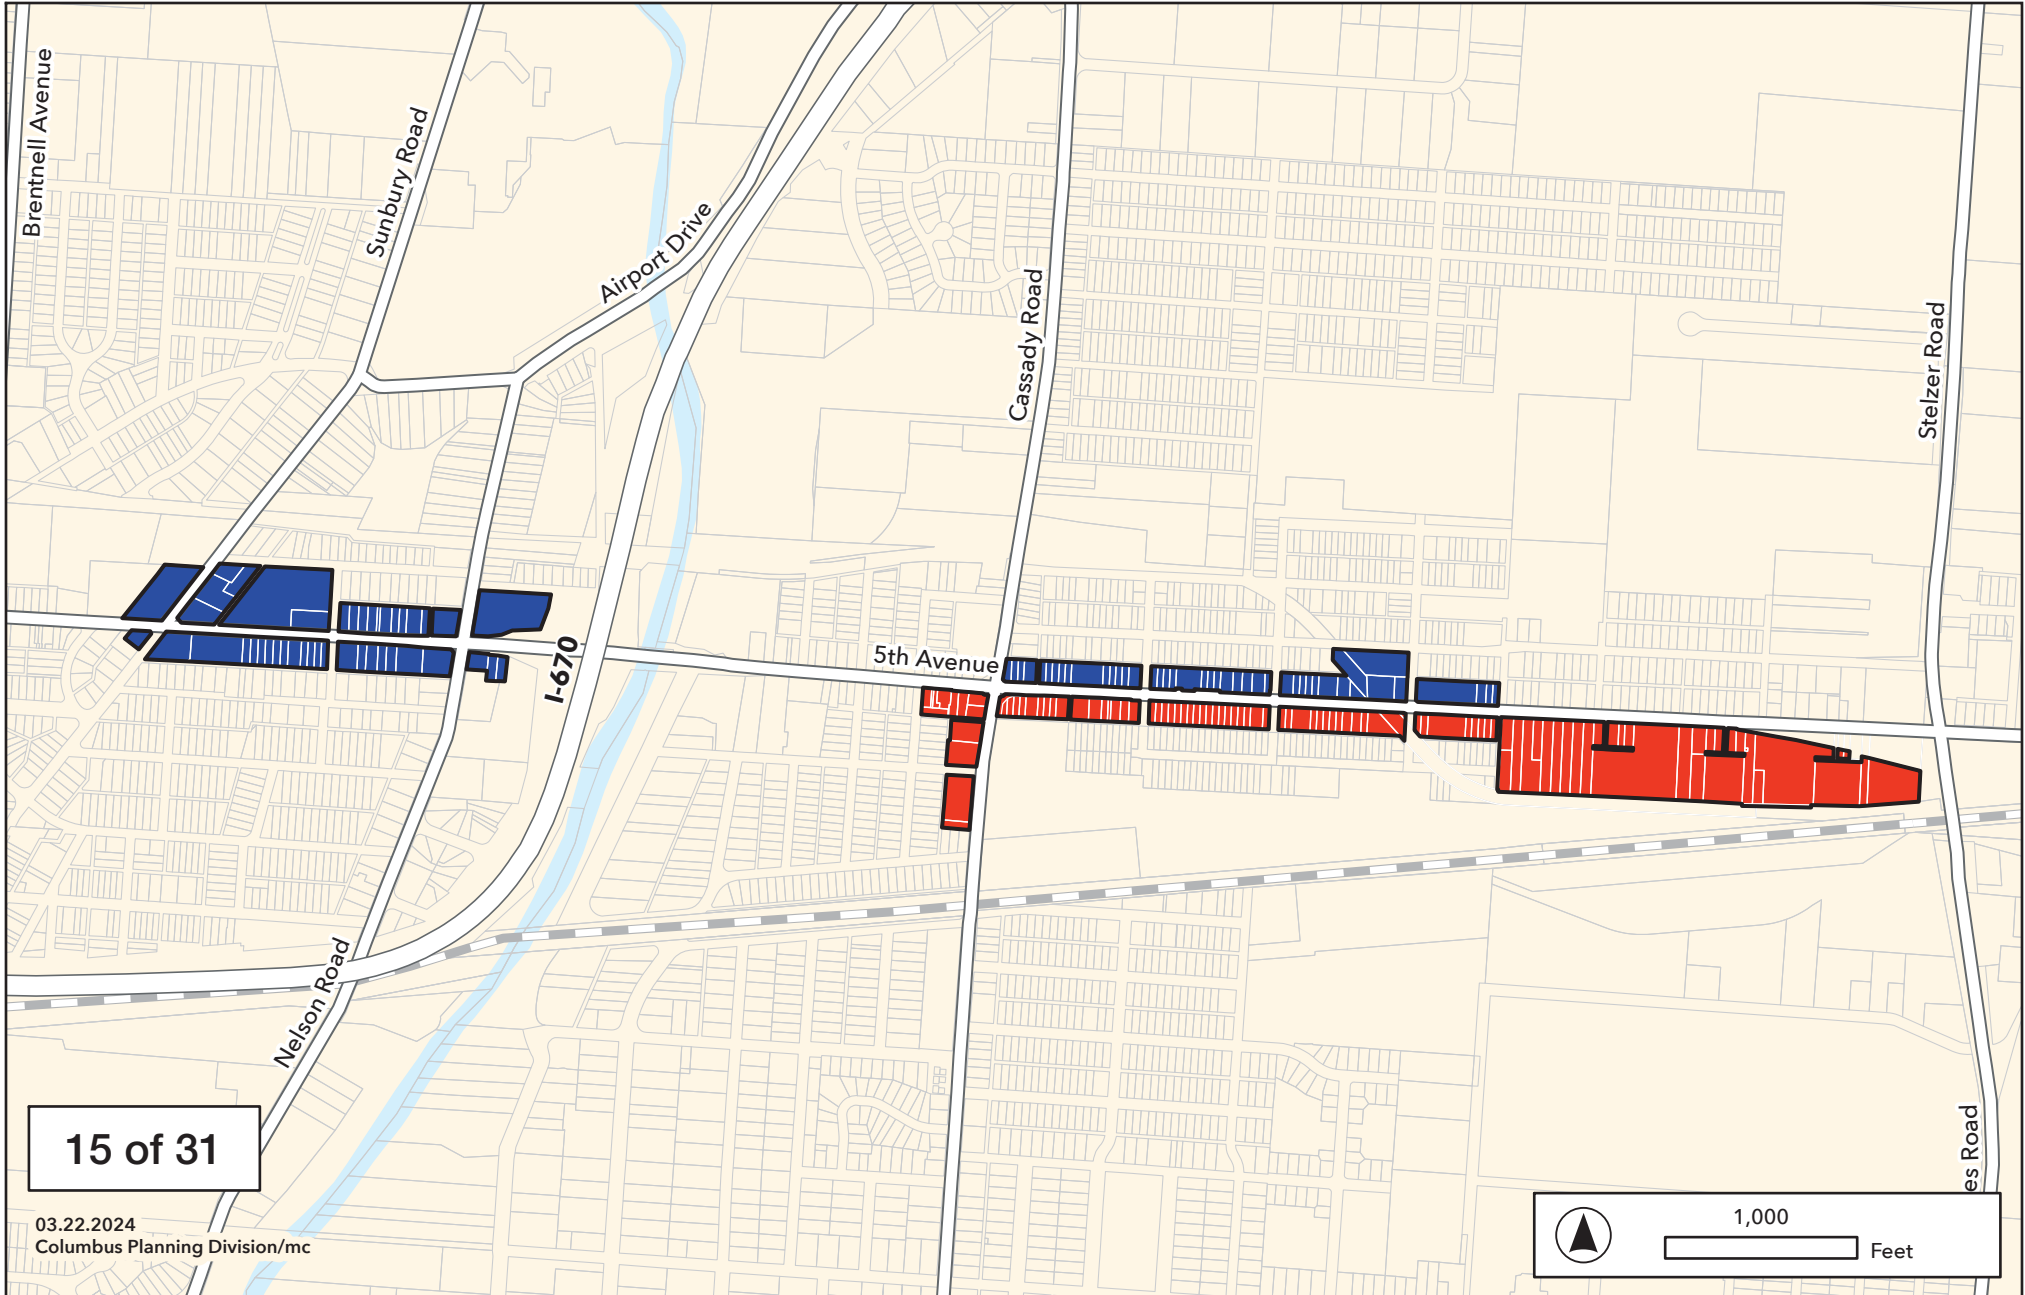 Brentnell Avenue
Sunbury Road
Airport Drive
Cassady Road
Stelzer Road
5th Avenue
I-670
Nelson Road
es Road
15 of 31
03.22.2024
Columbus Planning Division/mc
1,000
Feet